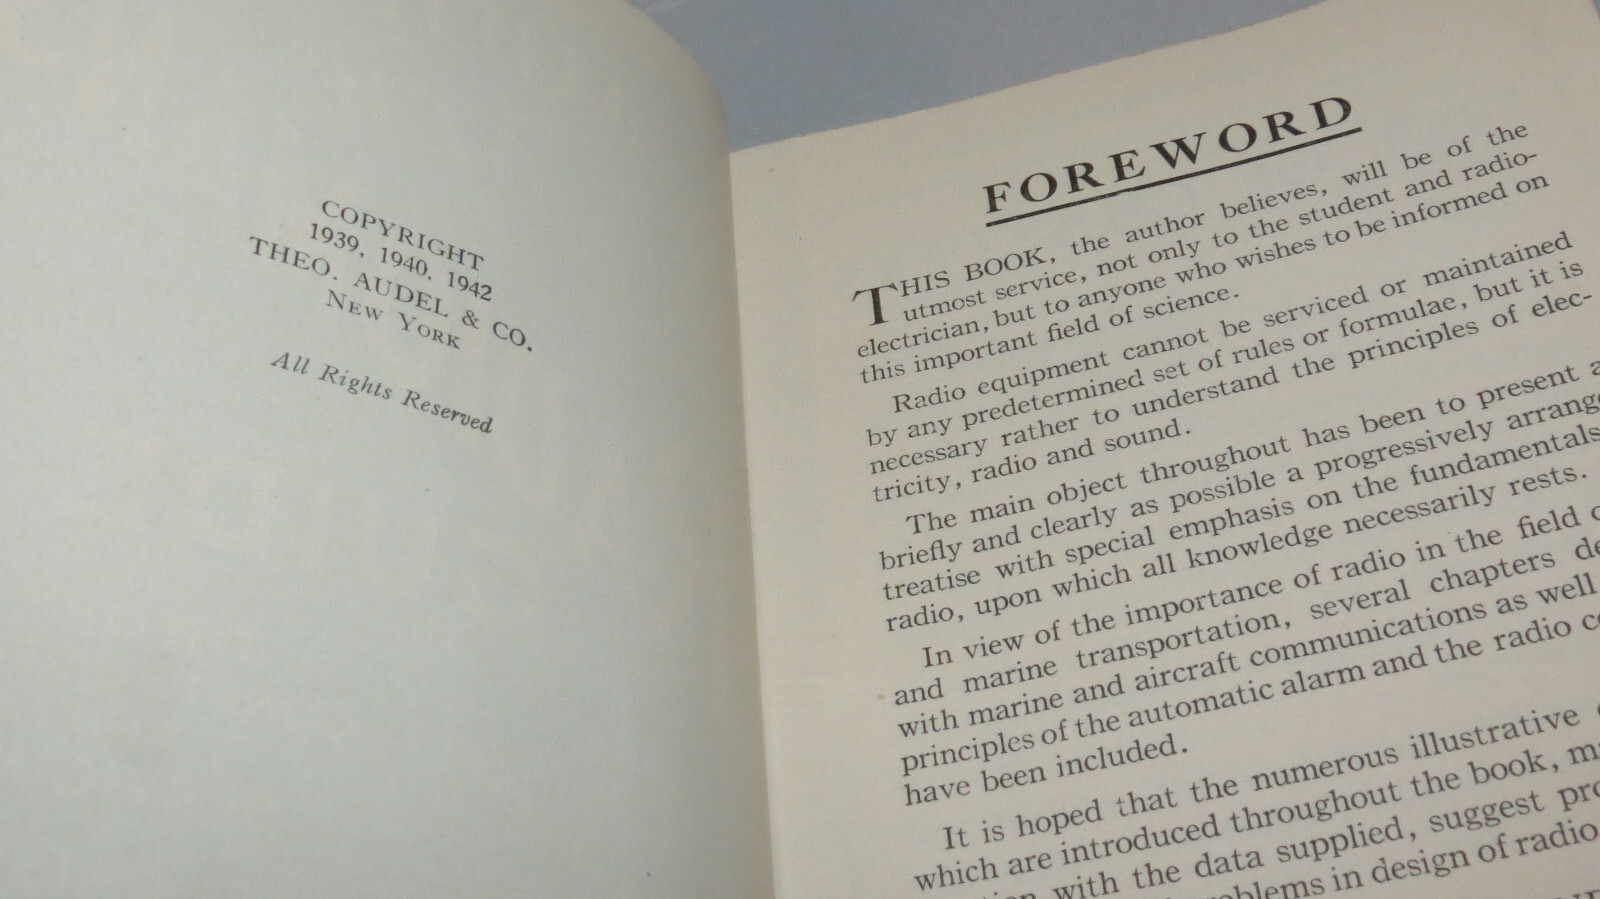 COPYRIGHT
1939, 1940, 1942
THEO. AUDEL & CO.
NEW YORK
All Rights Reserved
FOREWORD
THIS BOOK, the author believes, will be of the
utmost service, not only to the student and radio-
electrician, but to anyone who wishes to be informed on
this important field of science.
Radio equipment cannot be serviced or maintained
by any predetermined set of rules or formulae, but it is
necessary rather to understand the principles of elec-
tricity, radio and sound.
The main object throughout has been to present a
briefly and clearly as possible a progressively arrang
treatise with special emphasis on the fundamentals
radio, upon which all knowledge necessarily rests.
In view of the importance of radio in the field
and marine transportation, several chapters de
with marine and aircraft communications as well
principles of the automatic alarm and the radio co
have been included.
It is hoped that the numerous illustrative
which are introduced throughout the book, m
with the data supplied, suggest pro
problems in design of radio